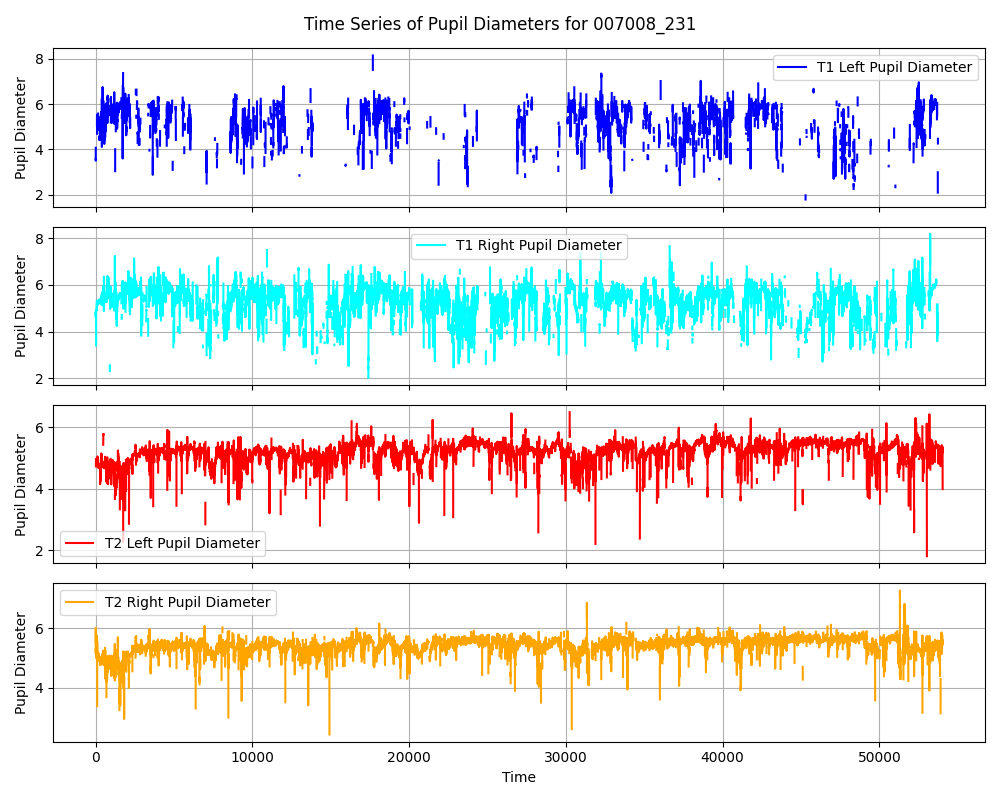 Time Series of Pupil Diameters for 007008_231
Pupil Diameter
8
6
4
2
T1 Left Pupil Diameter
Pupil Diameter
8
6
4
2
T1 Right Pupil Diameter
Pupil Diameter
6
4
2
T2 Left Pupil Diameter
Pupil Diameter
6
4
T2 Right Pupil Diameter
0 10000 20000 30000 40000 50000
Time